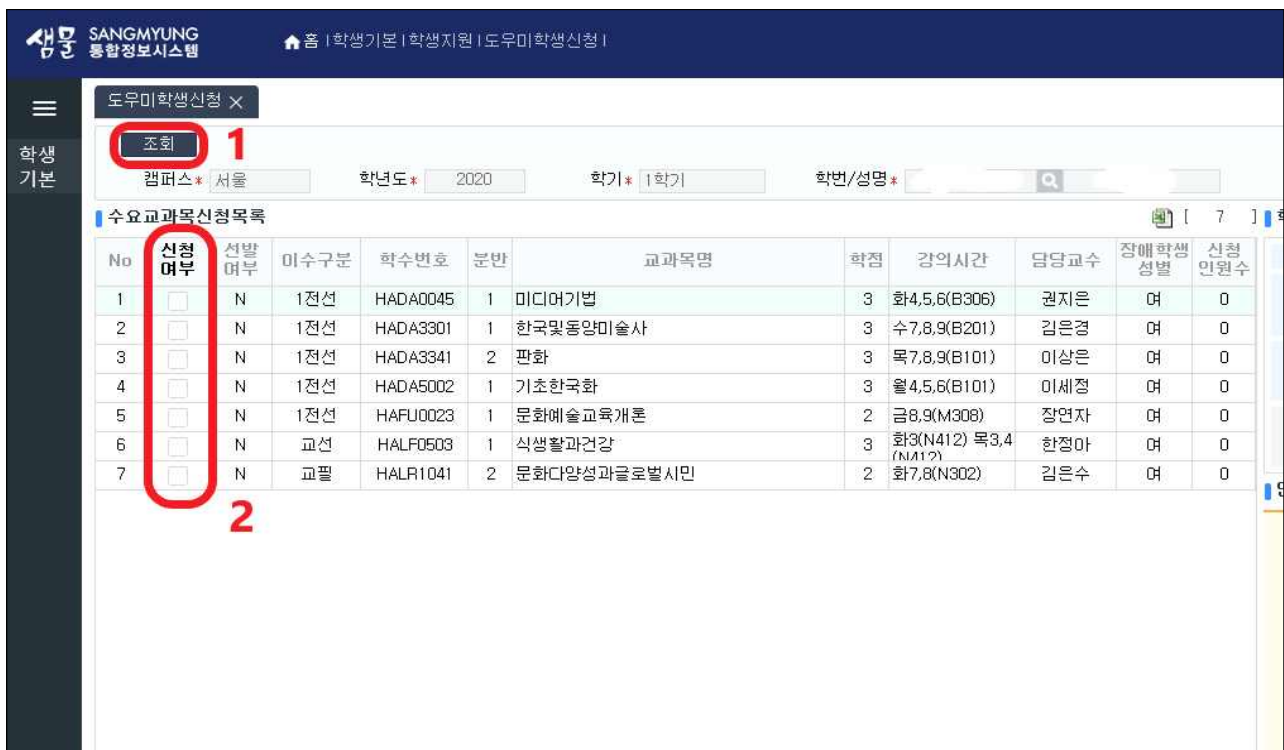 샘물 SANGMYUNG 통합정보시스템
홈 | 학생기본 | 학생지원 | 도우미학생신청 |
도우미학생신청 ×
학생
기본
조회 1
캠퍼스* 서울 학년도* 2020 학기* 1학기 학번/성명*
수요교과목신청목록 [ 7 ]
No 신청여부 선발여부 이수구분 학수번호 분반 교과목명 학점 강의시간 담당교수 장애학생성별 신청인원수
1 N 1전선 HADA0045 1 미디어기법 3 화4,5,6(B306) 권지은 여 0
2 N 1전선 HADA3301 1 한국및동양미술사 3 수7,8,9(B201) 김은경 여 0
3 N 1전선 HADA3341 2 판화 3 목7,8,9(B101) 이상은 여 0
4 N 1전선 HADA5002 1 기초한국화 3 월4,5,6(B101) 이세정 여 0
5 N 1전선 HAFU0023 1 문화예술교육개론 2 금8,9(M308) 장연자 여 0
6 N 교선 HALF0503 1 식생활과건강 3 화3(N412) 목3,4(N412) 한정아 여 0
7 N 교필 HALR1041 2 문화다양성과글로벌시민 2 화7,8(N302) 김은수 여 0
2